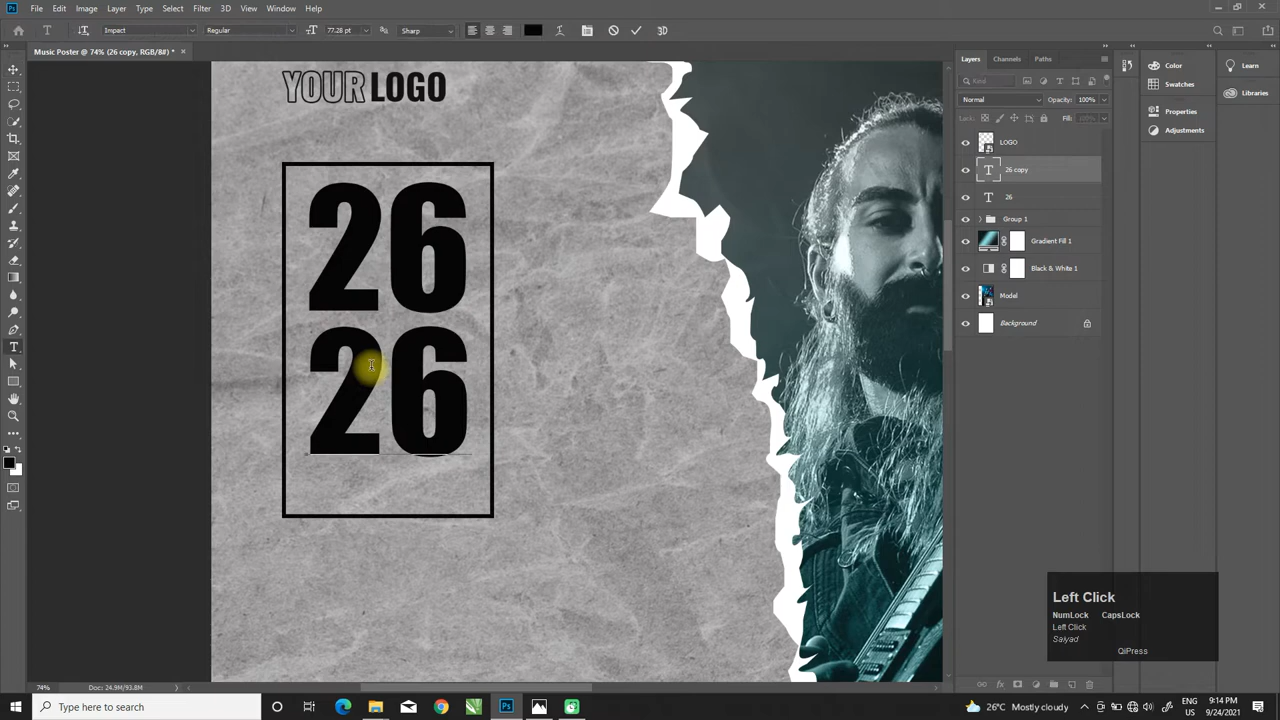 Ps File Edit Image Layer Type Select Filter 3D View Window Help
T Impact Regular 77.28 pt Sharp 3D
Music Poster @ 74% (26 copy, RGB/8#) * ×
YOUR LOGO
26
26
Layers Channels Paths
Kind
Normal Opacity: 100%
Lock: Fill: 100%
LOGO
T 26 copy
T 26
Group 1
Gradient Fill 1
Black & White 1
Model
Background
Color
Swatches
Properties
Adjustments
Learn
Libraries
Left Click
NumLock CapsLock
Left Click
Saiyad
QiPress
74% Doc: 24.9M/93.8M
Type here to search
26°C Mostly cloudy
ENG
US
9:14 PM
9/24/2021